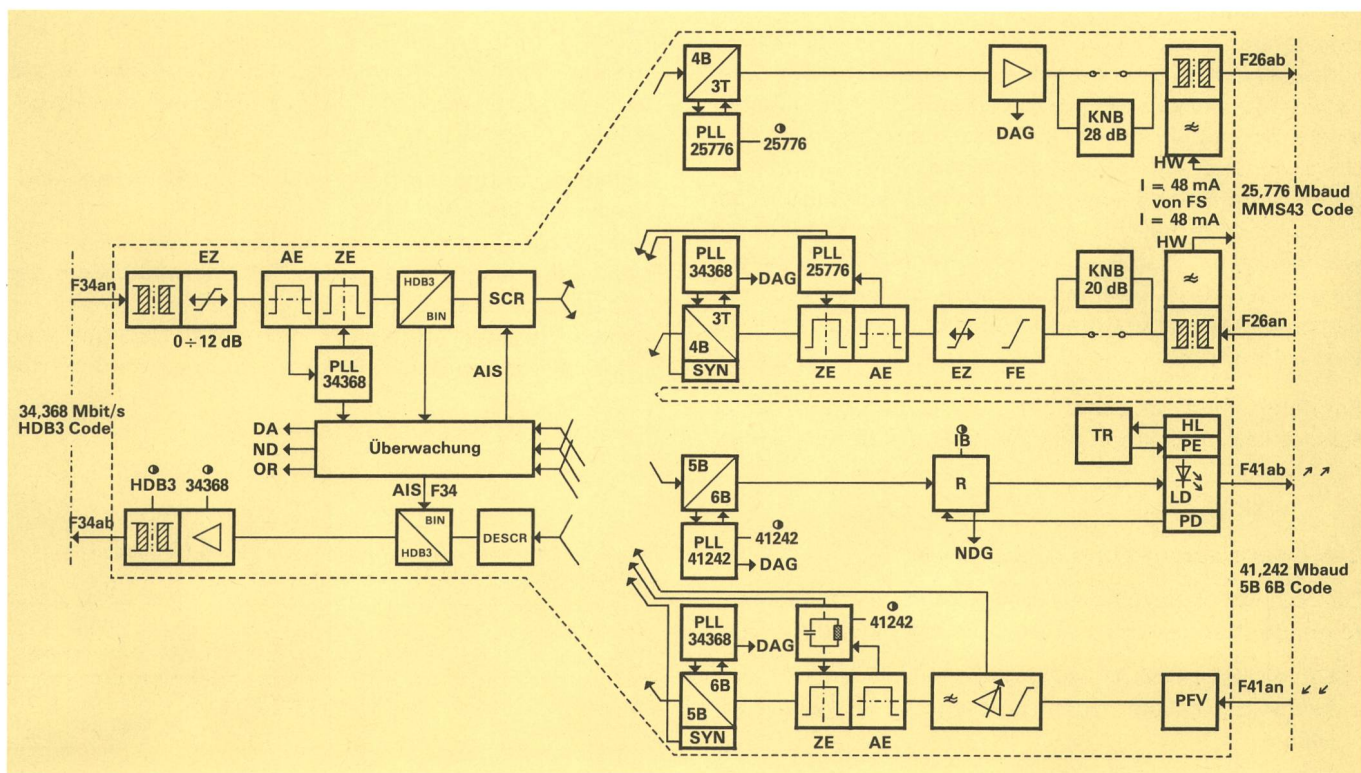 4B
3T
PLL
25776
25776
DAG
KNB
28 dB
F26ab
HW
I = 48 mA
von FS
I = 48 mA
HW
25,776 Mbaud
MMS43 Code
PLL
34368
DAG
PLL
25776
KNB
20 dB
3T
4B
SYN
ZE
AE
EZ
FE
F26an
EZ
AE
ZE
F34an
0÷12 dB
HDB3
BIN
SCR
PLL
34368
AIS
34,368 Mbit/s
HDB3 Code
DA
ND
OR
Überwachung
AIS
F34
HDB3
34368
F34ab
BIN
HDB3
DESCR
5B
6B
PLL
41242
41242
DAG
IB
R
NDG
TR
HL
PE
LD
PD
F41ab
41,242 Mbaud
5B 6B Code
PLL
34368
DAG
41242
6B
5B
SYN
ZE
AE
PFV
F41an